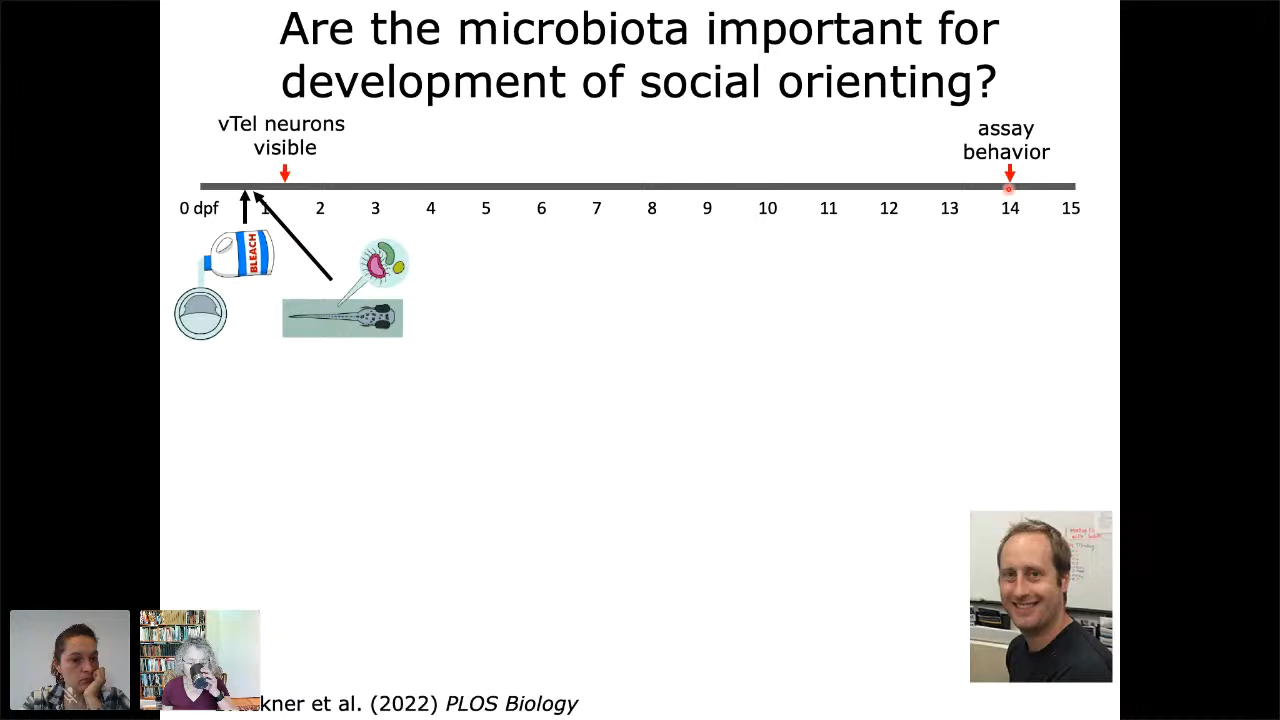 Are the microbiota important for
development of social orienting?
vTel neurons
visible
assay
behavior
0 dpf 1 2 3 4 5 6 7 8 9 10 11 12 13 14 15
BLEACH
et al. (2022) PLOS Biology